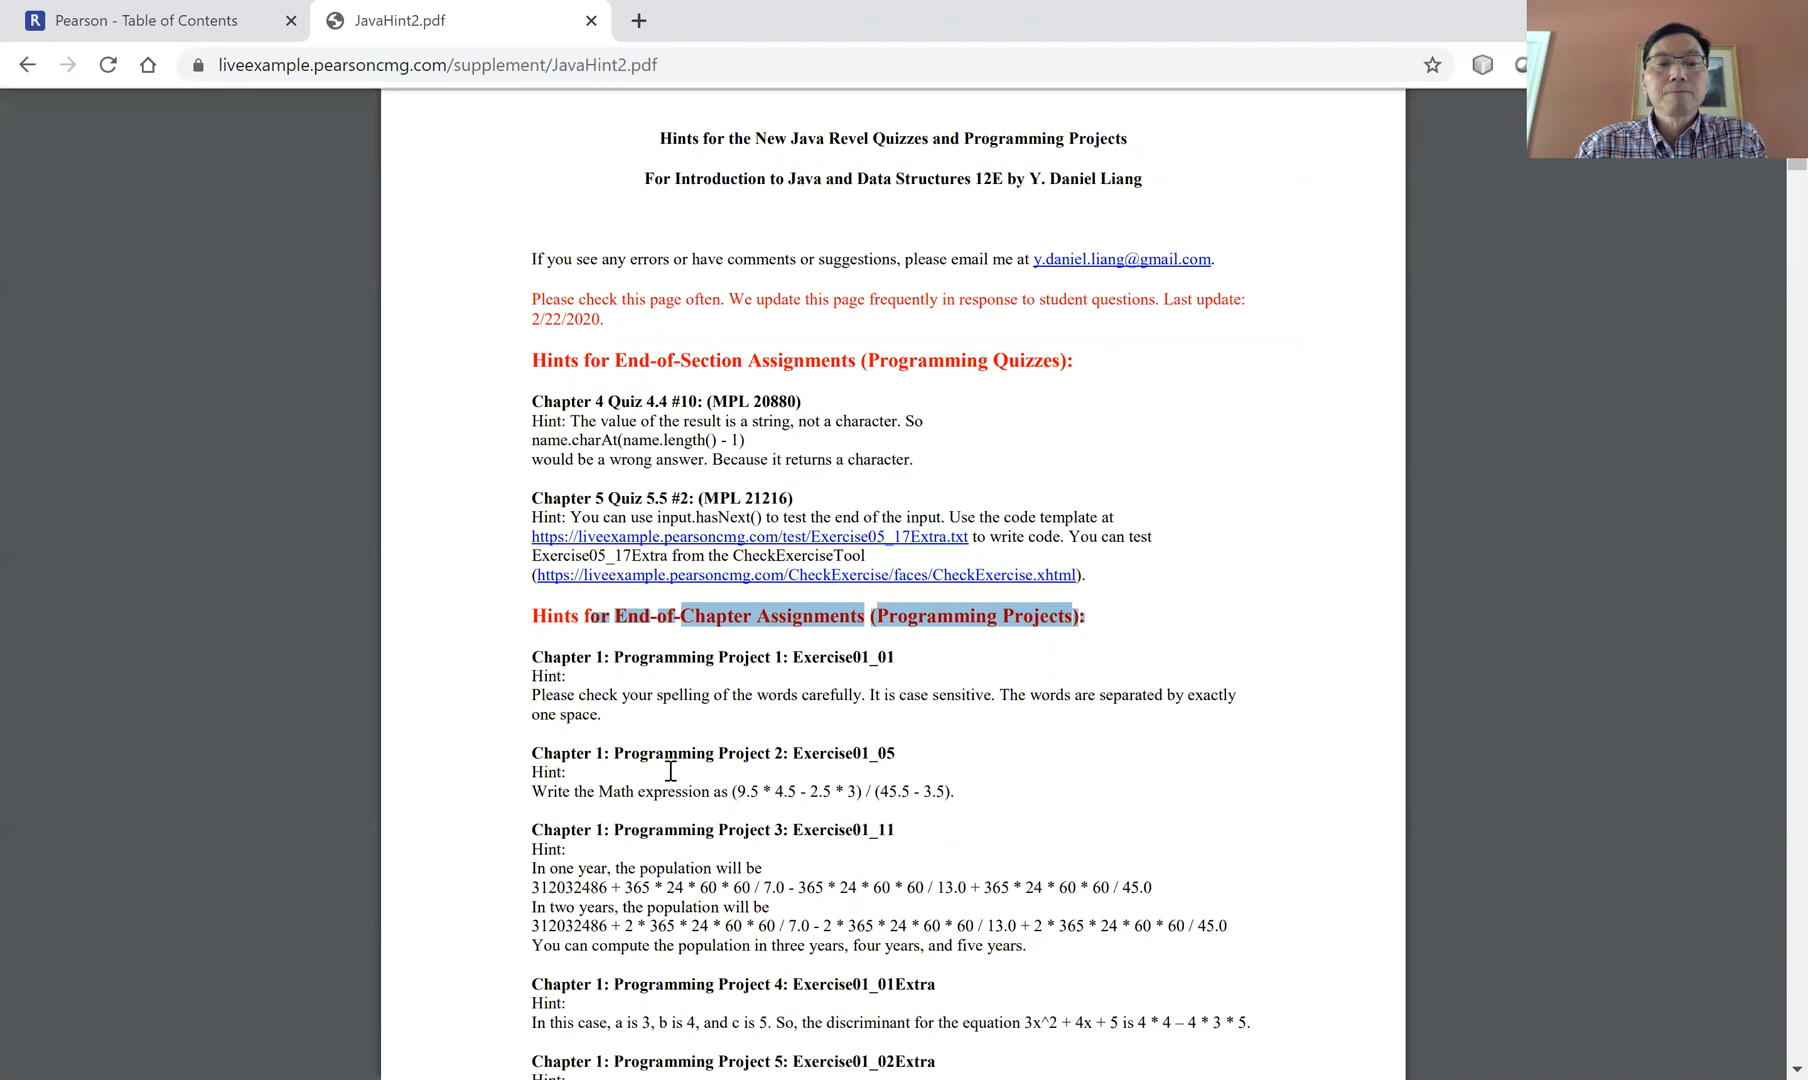 Pearson - Table of Contents
JavaHint2.pdf
liveexample.pearsoncmg.com/supplement/JavaHint2.pdf
Hints for the New Java Revel Quizzes and Programming Projects
For Introduction to Java and Data Structures 12E by Y. Daniel Liang
If you see any errors or have comments or suggestions, please email me at y.daniel.liang@gmail.com.
Please check this page often. We update this page frequently in response to student questions. Last update:
2/22/2020.
Hints for End-of-Section Assignments (Programming Quizzes):
Chapter 4 Quiz 4.4 #10: (MPL 20880)
Hint: The value of the result is a string, not a character. So
name.charAt(name.length() - 1)
would be a wrong answer. Because it returns a character.
Chapter 5 Quiz 5.5 #2: (MPL 21216)
Hint: You can use input.hasNext() to test the end of the input. Use the code template at
https://liveexample.pearsoncmg.com/test/Exercise05_17Extra.txt to write code. You can test
Exercise05_17Extra from the CheckExerciseTool
(https://liveexample.pearsoncmg.com/CheckExercise/faces/CheckExercise.xhtml).
Hints for End-of-Chapter Assignments (Programming Projects):
Chapter 1: Programming Project 1: Exercise01_01
Hint:
Please check your spelling of the words carefully. It is case sensitive. The words are separated by exactly
one space.
Chapter 1: Programming Project 2: Exercise01_05
Hint:
Write the Math expression as (9.5 * 4.5 - 2.5 * 3) / (45.5 - 3.5).
Chapter 1: Programming Project 3: Exercise01_11
Hint:
In one year, the population will be
312032486 + 365 * 24 * 60 * 60 / 7.0 - 365 * 24 * 60 * 60 / 13.0 + 365 * 24 * 60 * 60 / 45.0
In two years, the population will be
312032486 + 2 * 365 * 24 * 60 * 60 / 7.0 - 2 * 365 * 24 * 60 * 60 / 13.0 + 2 * 365 * 24 * 60 * 60 / 45.0
You can compute the population in three years, four years, and five years.
Chapter 1: Programming Project 4: Exercise01_01Extra
Hint:
In this case, a is 3, b is 4, and c is 5. So, the discriminant for the equation 3x^2 + 4x + 5 is 4 * 4 – 4 * 3 * 5.
Chapter 1: Programming Project 5: Exercise01_02Extra
Hint: